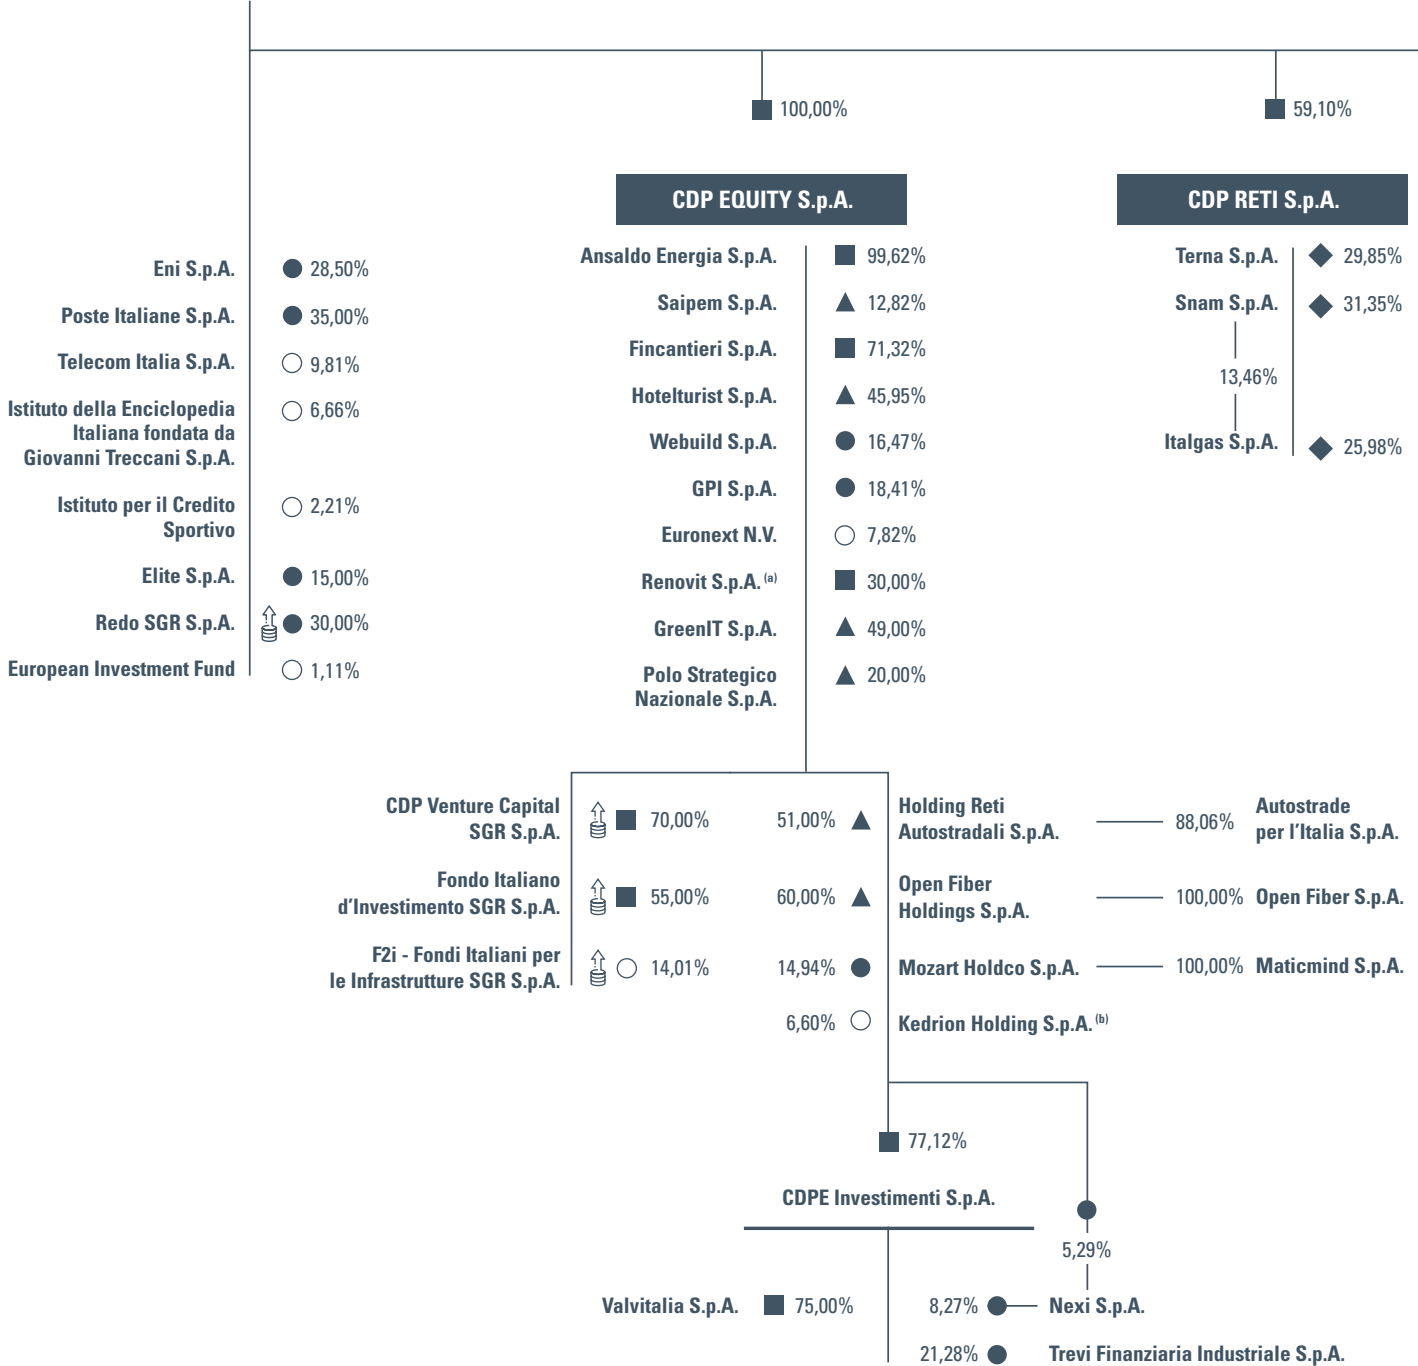 100,00%
59,10%
CDP EQUITY S.p.A.
CDP RETI S.p.A.
Eni S.p.A. 28,50%
Poste Italiane S.p.A. 35,00%
Telecom Italia S.p.A. 9,81%
Istituto della Enciclopedia 6,66%
Italiana fondata da
Giovanni Treccani S.p.A.
Istituto per il Credito 2,21%
Sportivo
Elite S.p.A. 15,00%
Redo SGR S.p.A. 30,00%
European Investment Fund 1,11%
Ansaldo Energia S.p.A. 99,62%
Saipem S.p.A. 12,82%
Fincantieri S.p.A. 71,32%
Hotelturist S.p.A. 45,95%
Webuild S.p.A. 16,47%
GPI S.p.A. 18,41%
Euronext N.V. 7,82%
Renovit S.p.A. (a) 30,00%
GreenIT S.p.A. 49,00%
Polo Strategico 20,00%
Nazionale S.p.A.
Terna S.p.A. 29,85%
Snam S.p.A. 31,35%
13,46%
Italgas S.p.A. 25,98%
CDP Venture Capital
SGR S.p.A. 70,00%
Fondo Italiano
d'Investimento SGR S.p.A. 55,00%
F2i - Fondi Italiani per
le Infrastrutture SGR S.p.A. 14,01%
51,00% Holding Reti
Autostradali S.p.A.
88,06% Autostrade
per l'Italia S.p.A.
60,00% Open Fiber
Holdings S.p.A.
100,00% Open Fiber S.p.A.
14,94% Mozart Holdco S.p.A.
100,00% Maticmind S.p.A.
6,60% Kedrion Holding S.p.A. (b)
77,12%
CDPE Investimenti S.p.A.
5,29%
Valvitalia S.p.A. 75,00%
8,27% Nexi S.p.A.
21,28% Trevi Finanziaria Industriale S.p.A.